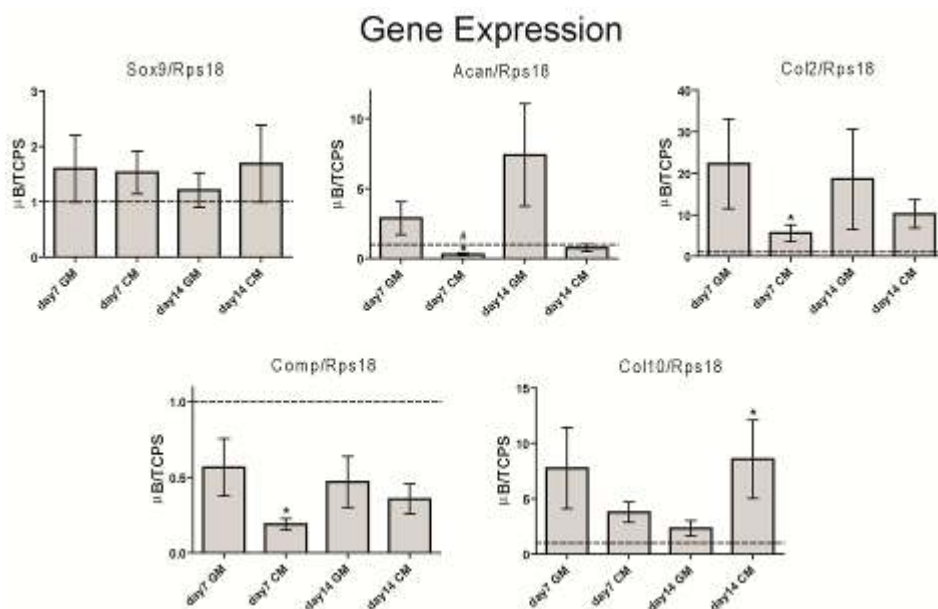 Gene Expression
Sox9/Rps18
μB/TCPS
3
2
1
0
day7 GM
day7 CM
day14 GM
day14 CM
Acan/Rps18
μB/TCPS
10
5
0
#
*
day7 GM
day7 CM
day14 GM
day14 CM
Col2/Rps18
μB/TCPS
40
30
20
10
0
*
day7 GM
day7 CM
day14 GM
day14 CM
Comp/Rps18
μB/TCPS
1.0
0.5
0.0
*
day7 GM
day7 CM
day14 GM
day14 CM
Col10/Rps18
μB/TCPS
15
10
5
0
*
day7 GM
day7 CM
day14 GM
day14 CM